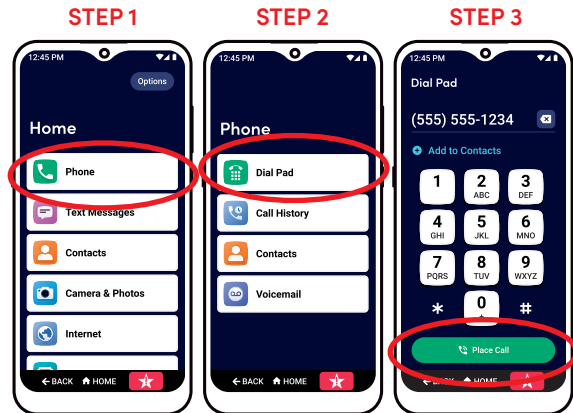 STEP 1
12:45 PM
Options
Home
Phone
Text Messages
Contacts
Camera & Photos
Internet
BACK HOME
STEP 2
12:45 PM
Phone
Dial Pad
Call History
Contacts
Voicemail
BACK HOME
STEP 3
12:45 PM
Dial Pad
(555) 555-1234
Add to Contacts
1 2 3
ABC DEF
4 5 6
GHI JKL MNO
7 8 9
PQRS TUV WXYZ
* 0 #
+
Place Call
BACK HOME